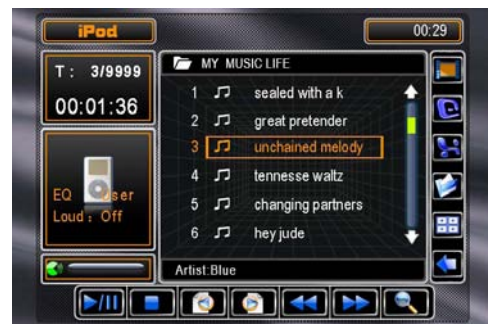 iPod
00:29
T: 3/9999
00:01:36
MY MUSIC LIFE
1 sealed with a k
2 great pretender
3 unchained melody
4 tennesse waltz
5 changing partners
6 hey jude
EQ
Loud: Off
Artist:Blue